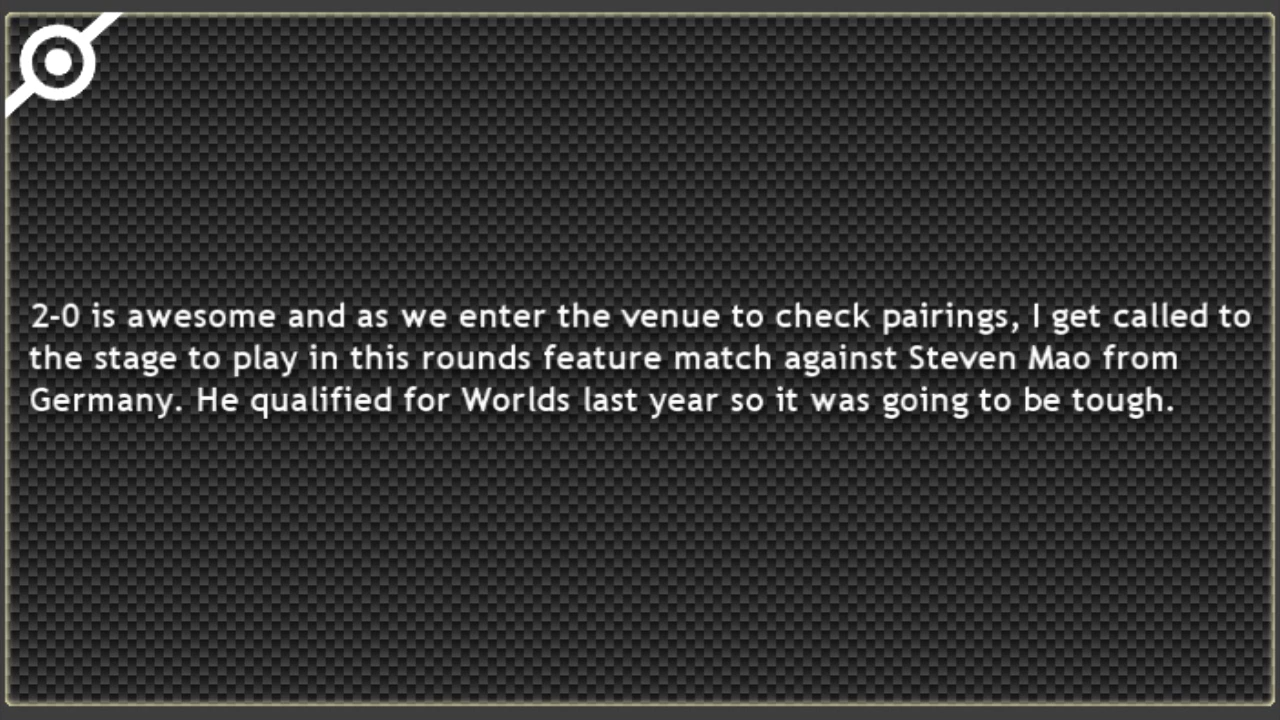 2-0 is awesome and as we enter the venue to check pairings, I get called to
the stage to play in this rounds feature match against Steven Mao from
Germany. He qualified for Worlds last year so it was going to be tough.